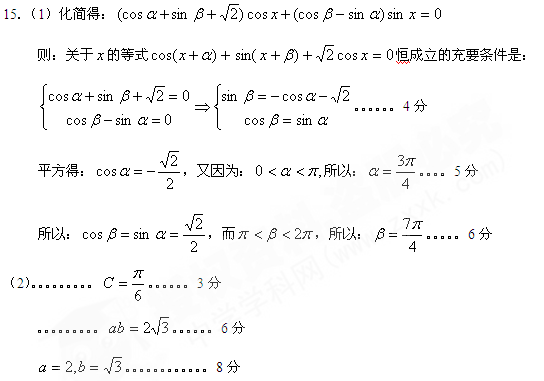 15.（1）化简得：(cos α+sin β+√2) cos x+(cos β−sin α) sin x = 0
则：关于 x 的等式 cos(x+α)+sin(x+β)+√2 cos x = 0 恒成立的充要条件是：
{cos α+sin β+√2 = 0 cos β−sin α = 0 ⇒ {sin β = −cos α−√2 cos β = sin α 。。。。。。 4 分
平方得：cos α = −√2/2，又因为：0 < α < π, 所以：α = 3π/4 。。。。 5 分
所以：cos β = sin α = √2/2，而 π < β < 2π，所以：β = 7π/4 。。。。。 6 分
（2）。。。。。。。。。 C = π/6 。。。。。。 3 分
。。。。。。。。。 ab = 2√3 。。。。。。 6 分
a = 2, b = √3 。。。。。。。。。。。。 8 分